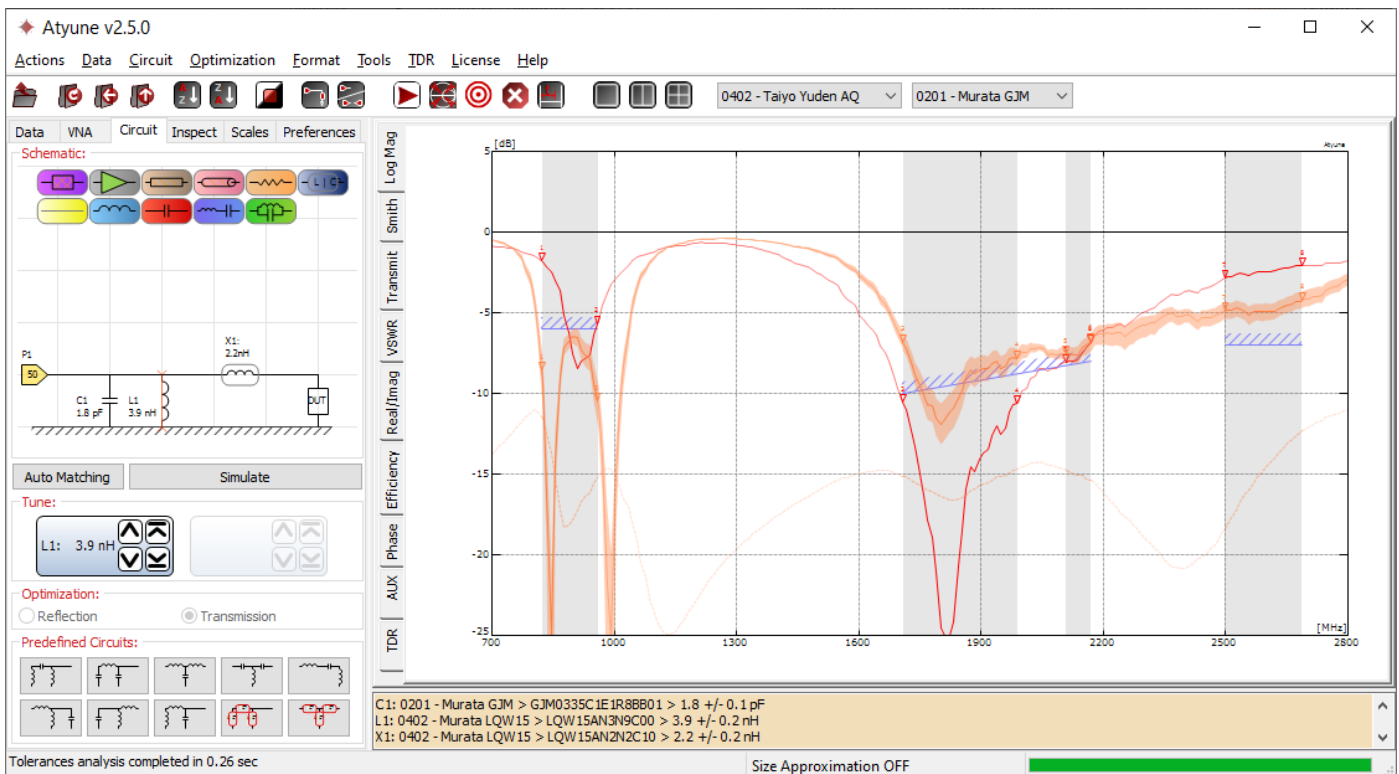 Atyune v2.5.0
Actions Data Circuit Optimization Format Tools TDR License Help
0402 - Taiyo Yuden AQ 0201 - Murata GJM
Data VNA Circuit Inspect Scales Preferences
Schematic:
L C
P1
50
C1
1.8 pF
L1
3.9 nH
X1:
2.2nH
DUT
Auto Matching Simulate
Tune:
L1: 3.9 nH
Optimization:
Reflection Transmission
Predefined Circuits:
Log Mag
Smith
Transmit
VSWR
Real/Imag
Efficiency
Phase
AUX
TDR
[dB]
Atyune
5
0
-5
-10
-15
-20
-25
700 1000 1300 1600 1900 2200 2500 2800
[MHz]
C1: 0201 - Murata GJM > GJM0335C1E1R8BB01 > 1.8 +/- 0.1 pF
L1: 0402 - Murata LQW15 > LQW15AN3N9C00 > 3.9 +/- 0.2 nH
X1: 0402 - Murata LQW15 > LQW15AN2N2C10 > 2.2 +/- 0.2 nH
Tolerances analysis completed in 0.26 sec
Size Approximation OFF